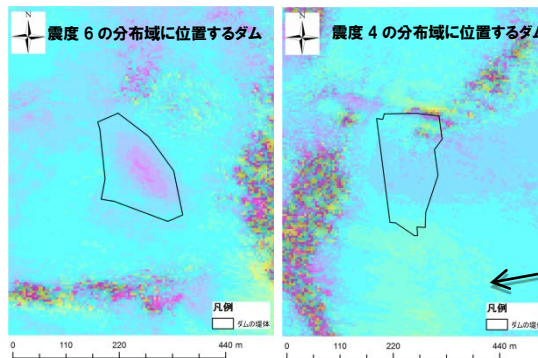 N
震度 6 の分布域に位置するダム
凡例
ダムの堤体
0 110 220 440 m
N
震度 4 の分布域に位置するダム
凡例
ダムの堤体
0 110 220 440 m